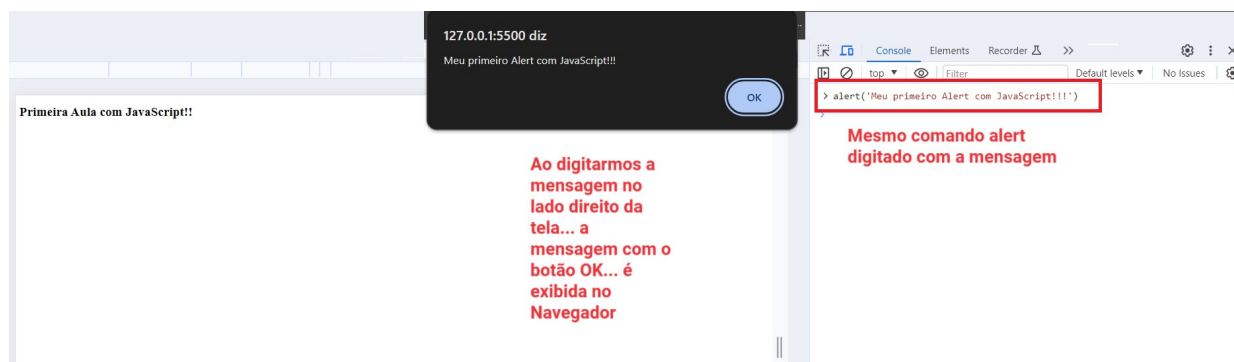 127.0.0.1:5500 diz
Meu primeiro Alert com JavaScript!!!
OK
Primeira Aula com JavaScript!!
Ao digitarmos a
mensagem no
lado direito da
tela... a
mensagem com o
botão OK... é
exibida no
Navegador
Console Elements Recorder
top Filter Default levels No Issues
> alert('Meu primeiro Alert com JavaScript!!!')
Mesmo comando alert
digitado com a mensagem